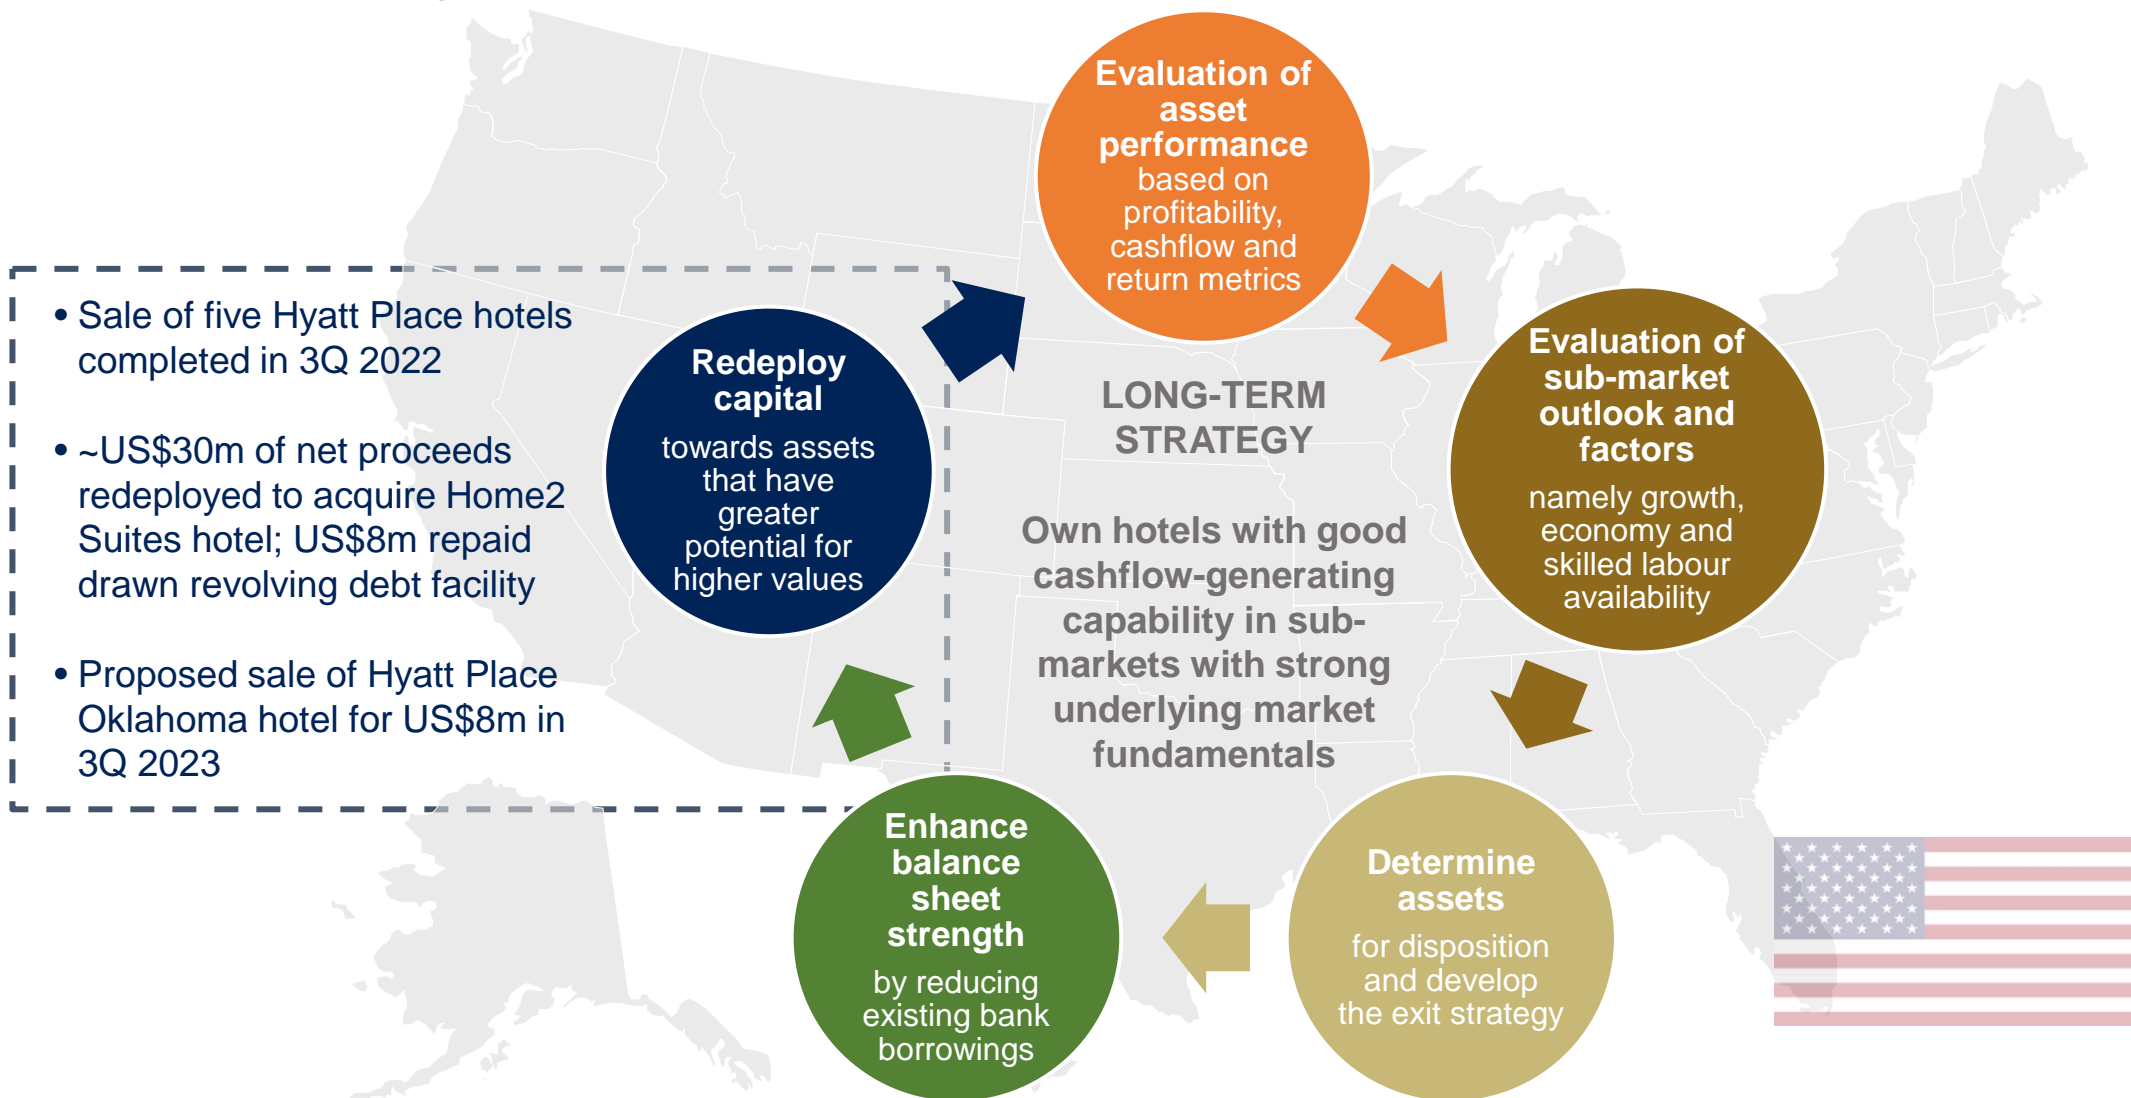 Evaluation of
asset
performance
based on
profitability,
cashflow and
return metrics
Evaluation of
sub-market
outlook and
factors
namely growth,
economy and
skilled labour
availability
Determine
assets
for disposition
and develop
the exit strategy
Enhance
balance
sheet
strength
by reducing
existing bank
borrowings
Redeploy
capital
towards assets
that have
greater
potential for
higher values
• Sale of five Hyatt Place hotels
completed in 3Q 2022
• ~US$30m of net proceeds
redeployed to acquire Home2
Suites hotel; US$8m repaid
drawn revolving debt facility
• Proposed sale of Hyatt Place
Oklahoma hotel for US$8m in
3Q 2023
LONG-TERM
STRATEGY
Own hotels with good
cashflow-generating
capability in sub-
markets with strong
underlying market
fundamentals